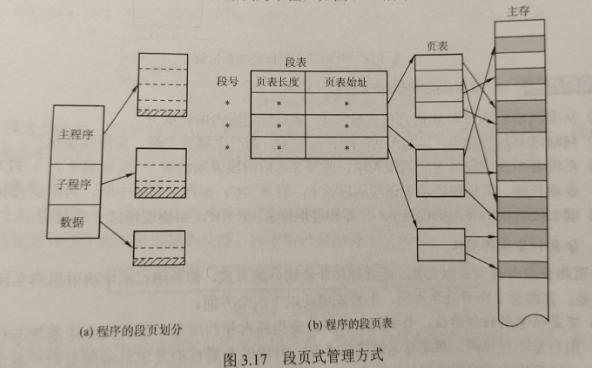 主存
段表
页表
段号
页表长度
页表始址
*
*
*
*
*
*
*
*
*
主程序
子程序
数据
(a) 程序的段页划分
(b) 程序的段页表
图 3.17 段页式管理方式